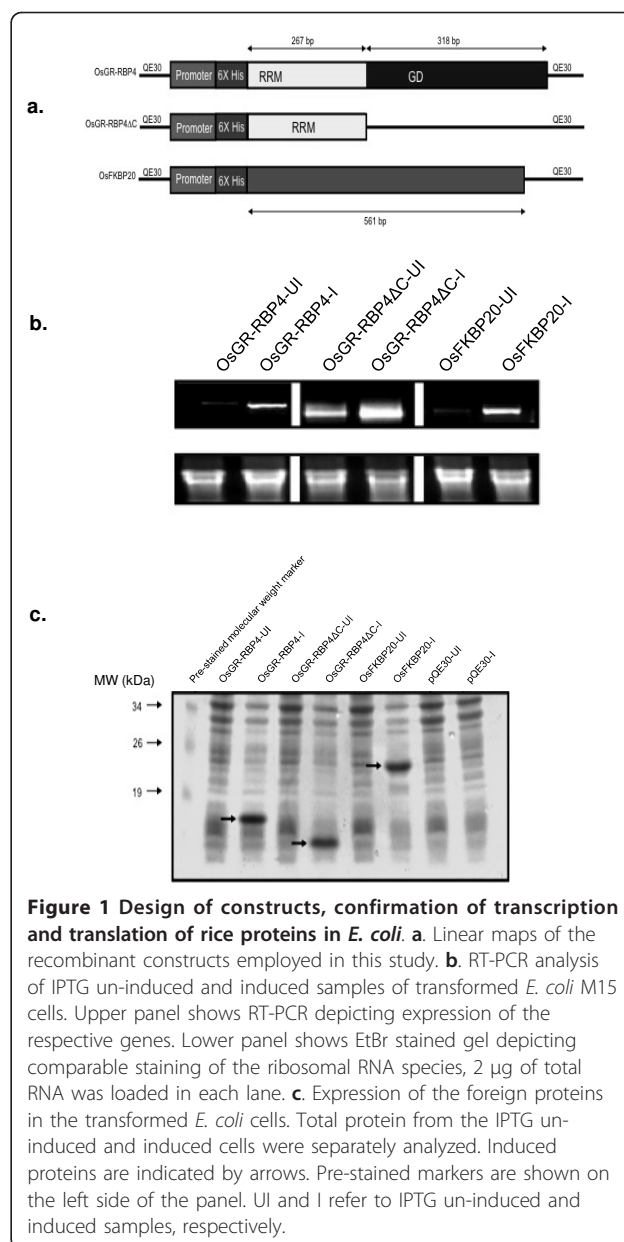 267 bp 318 bp
OsGR-RBP4 QE30 Promoter 6X His RRM GD QE30
a.
OsGR-RBP4ΔC QE30 Promoter 6X His RRM QE30
OsFKBP20 QE30 Promoter 6X His QE30
561 bp
b.
OsGR-RBP4-UI
OsGR-RBP4-I
OsGR-RBP4ΔC-UI
OsGR-RBP4ΔC-I
OsFKBP20-UI
OsFKBP20-I
c.
Pre-stained molecular weight marker
OsGR-RBP4-UI
OsGR-RBP4-I
OsGR-RBP4ΔC-UI
OsGR-RBP4ΔC-I
OsFKBP20-UI
OsFKBP20-I
pQE30-UI
pQE30-I
MW (kDa)
34
26
19
Figure 1 Design of constructs, confirmation of transcription
and translation of rice proteins in E. coli. a. Linear maps of the
recombinant constructs employed in this study. b. RT-PCR analysis
of IPTG un-induced and induced samples of transformed E. coli M15
cells. Upper panel shows RT-PCR depicting expression of the
respective genes. Lower panel shows EtBr stained gel depicting
comparable staining of the ribosomal RNA species, 2 μg of total
RNA was loaded in each lane. c. Expression of the foreign proteins
in the transformed E. coli cells. Total protein from the IPTG un-
induced and induced cells were separately analyzed. Induced
proteins are indicated by arrows. Pre-stained markers are shown on
the left side of the panel. UI and I refer to IPTG un-induced and
induced samples, respectively.